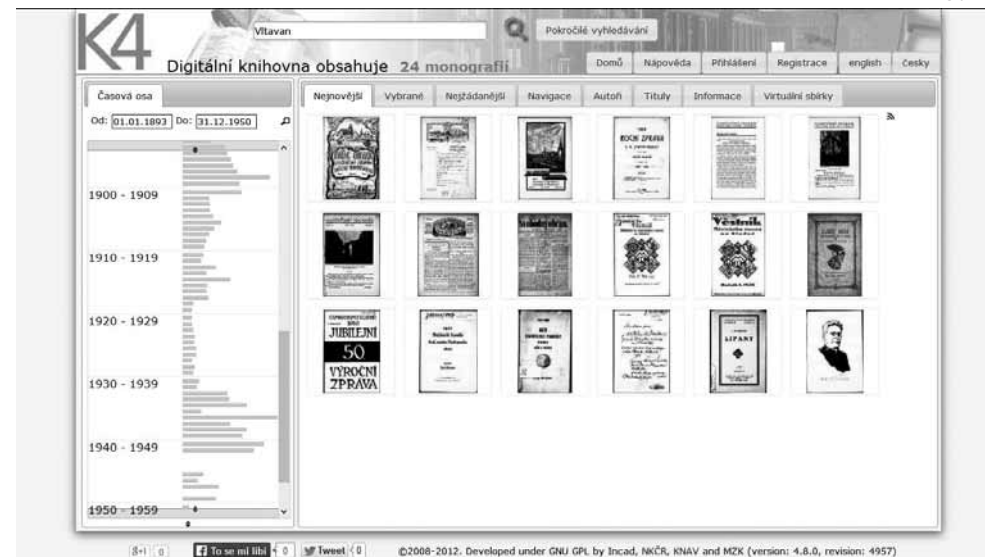 K4
Vltavan
Pokročilé vyhledávání
Digitální knihovna obsahuje 24 monografií
Domů Nápověda Přihlášení Registrace english česky
Časová osa
Nejnovější Vybrané Nejžádanější Navigace Autoři Tituly Informace Virtuální sbírky
Od: 01.01.1893 Do: 31.12.1950
1900 - 1909
1910 - 1919
1920 - 1929
1930 - 1939
1940 - 1949
1950 - 1959
ROČNÍ ZPRÁVA
Věstník
JUBILEJNÍ
50
VÝROČNÍ
ZPRÁVA
LIPANY
g+1 0 To se mi líbí 0 Tweet 0 ©2008-2012. Developed under GNU GPL by Incad, NKČR, KNAV and MZK (version: 4.8.0, revision: 4957)